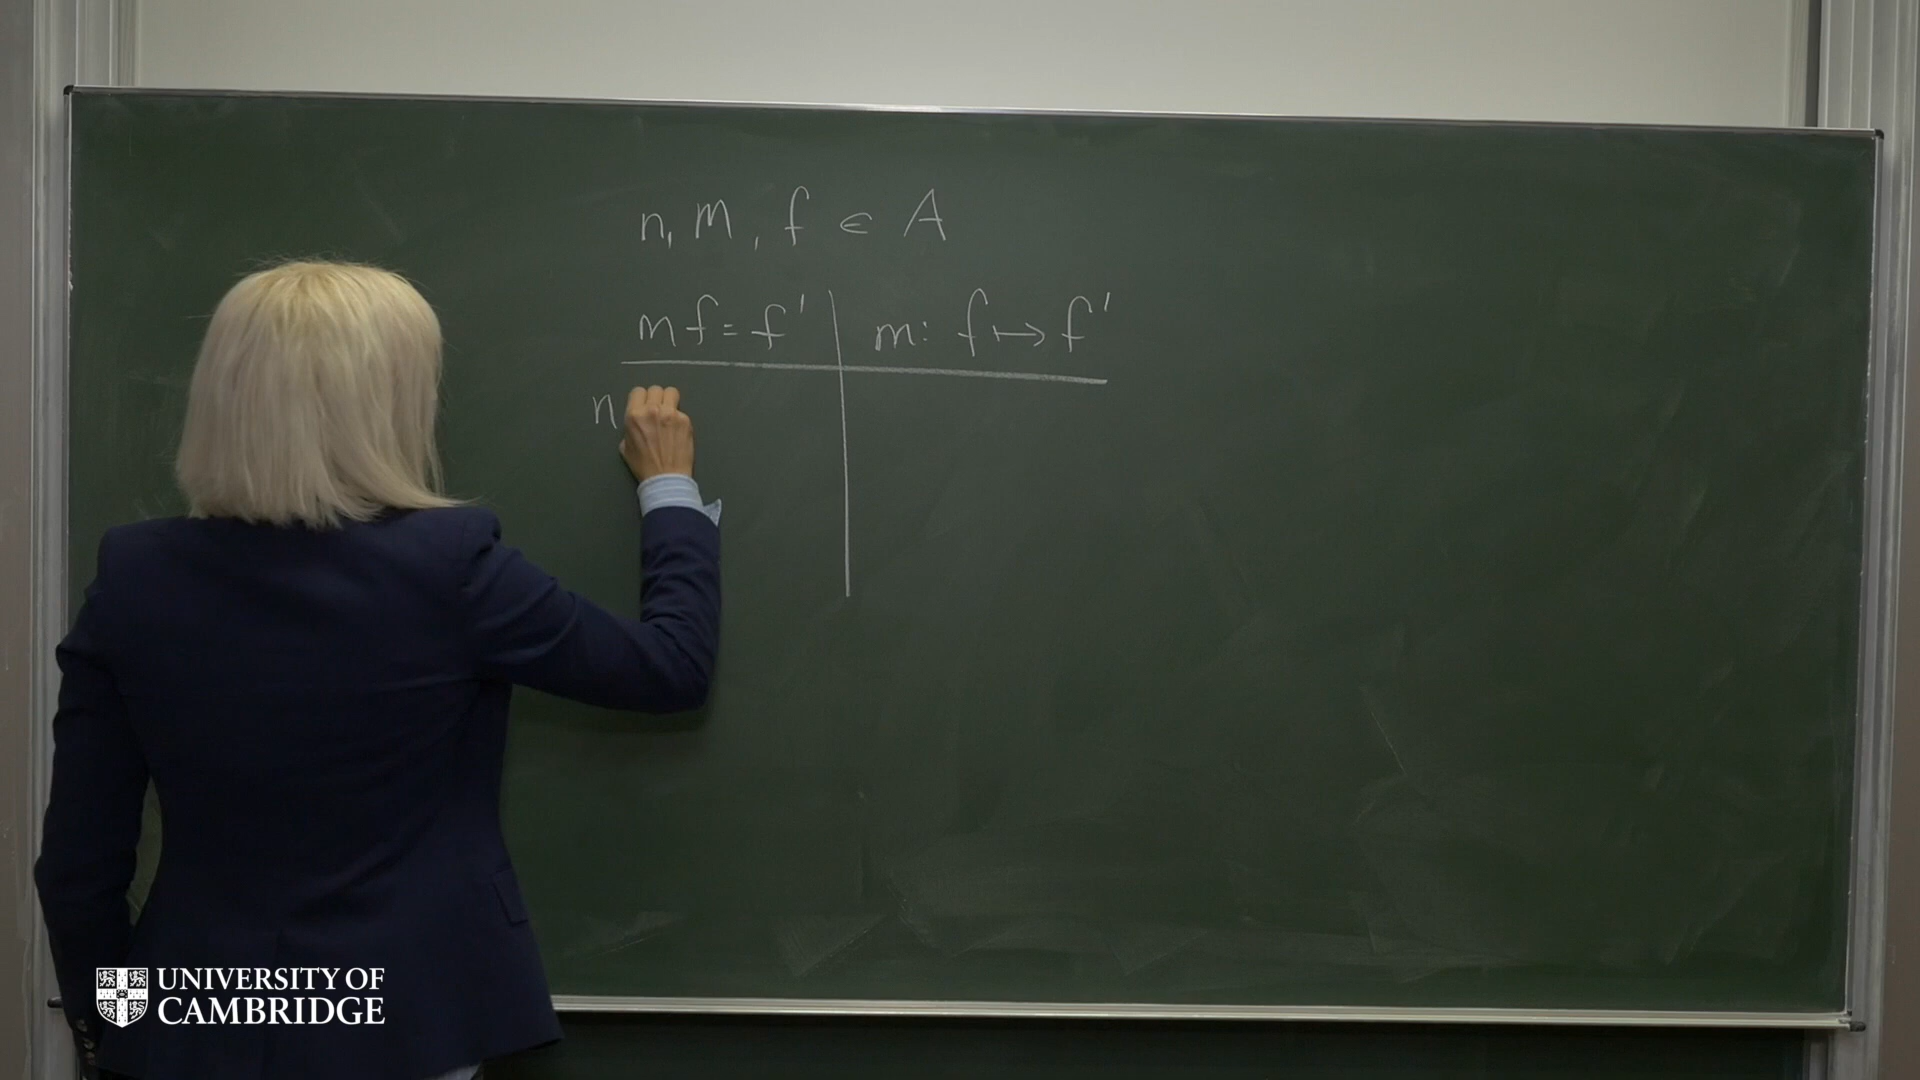 n, m, f ∈ A
mf = f' | m: f ↦ f'
n
UNIVERSITY OF
CAMBRIDGE